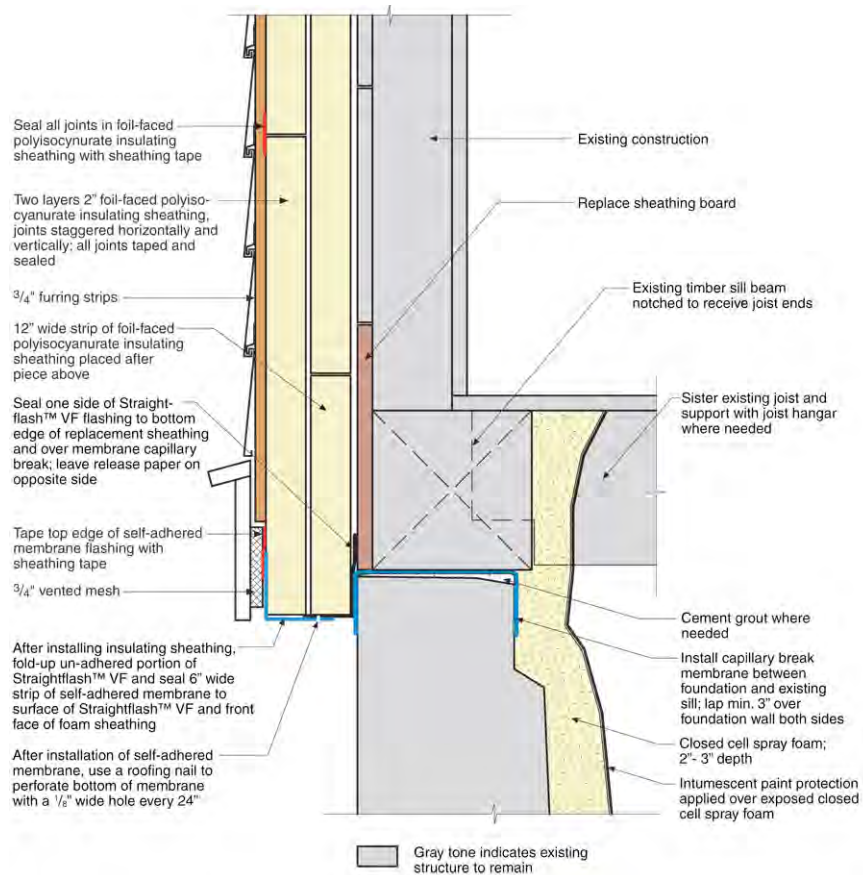 Seal all joints in foil-faced
polyisocynurate insulating
sheathing with sheathing tape
Two layers 2" foil-faced polyiso-
cyanurate insulating sheathing,
joints staggered horizontally and
vertically; all joints taped and
sealed
3/4" furring strips
12" wide strip of foil-faced
polyisocyanurate insulating
sheathing placed after
piece above
Seal one side of Straight-
flash™ VF flashing to bottom
edge of replacement sheathing
and over membrane capillary
break; leave release paper on
opposite side
Tape top edge of self-adhered
membrane flashing with
sheathing tape
3/4" vented mesh
After installing insulating sheathing,
fold-up un-adhered portion of
Straightflash™ VF and seal 6" wide
strip of self-adhered membrane to
surface of Straightflash™ VF and front
face of foam sheathing
After installation of self-adhered
membrane, use a roofing nail to
perforate bottom of membrane
with a 1/8" wide hole every 24"
Existing construction
Replace sheathing board
Existing timber sill beam
notched to receive joist ends
Sister existing joist and
support with joist hangar
where needed
Cement grout where
needed
Install capillary break
membrane between
foundation and existing
sill; lap min. 3" over
foundation wall both sides
Closed cell spray foam;
2"- 3" depth
Intumescent paint protection
applied over exposed closed
cell spray foam
Gray tone indicates existing
structure to remain